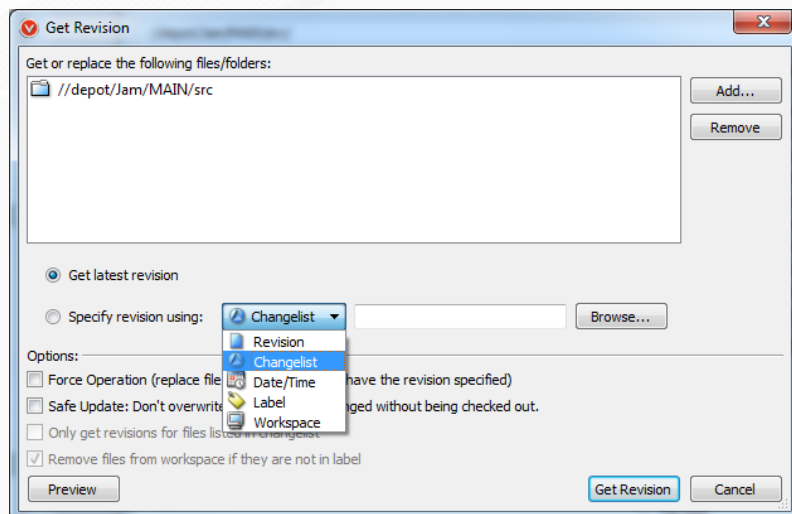 Get Revision
Get or replace the following files/folders:
//depot/Jam/MAIN/src
Add...
Remove
Get latest revision
Specify revision using: Changelist Browse...
Revision
Changelist
Options:
Force Operation (replace file have the revision specified)
Date/Time
Safe Update: Don't overwrite nged without being checked out.
Label
Only get revisions for files listed in changelist
Workspace
Remove files from workspace if they are not in label
Preview Get Revision Cancel